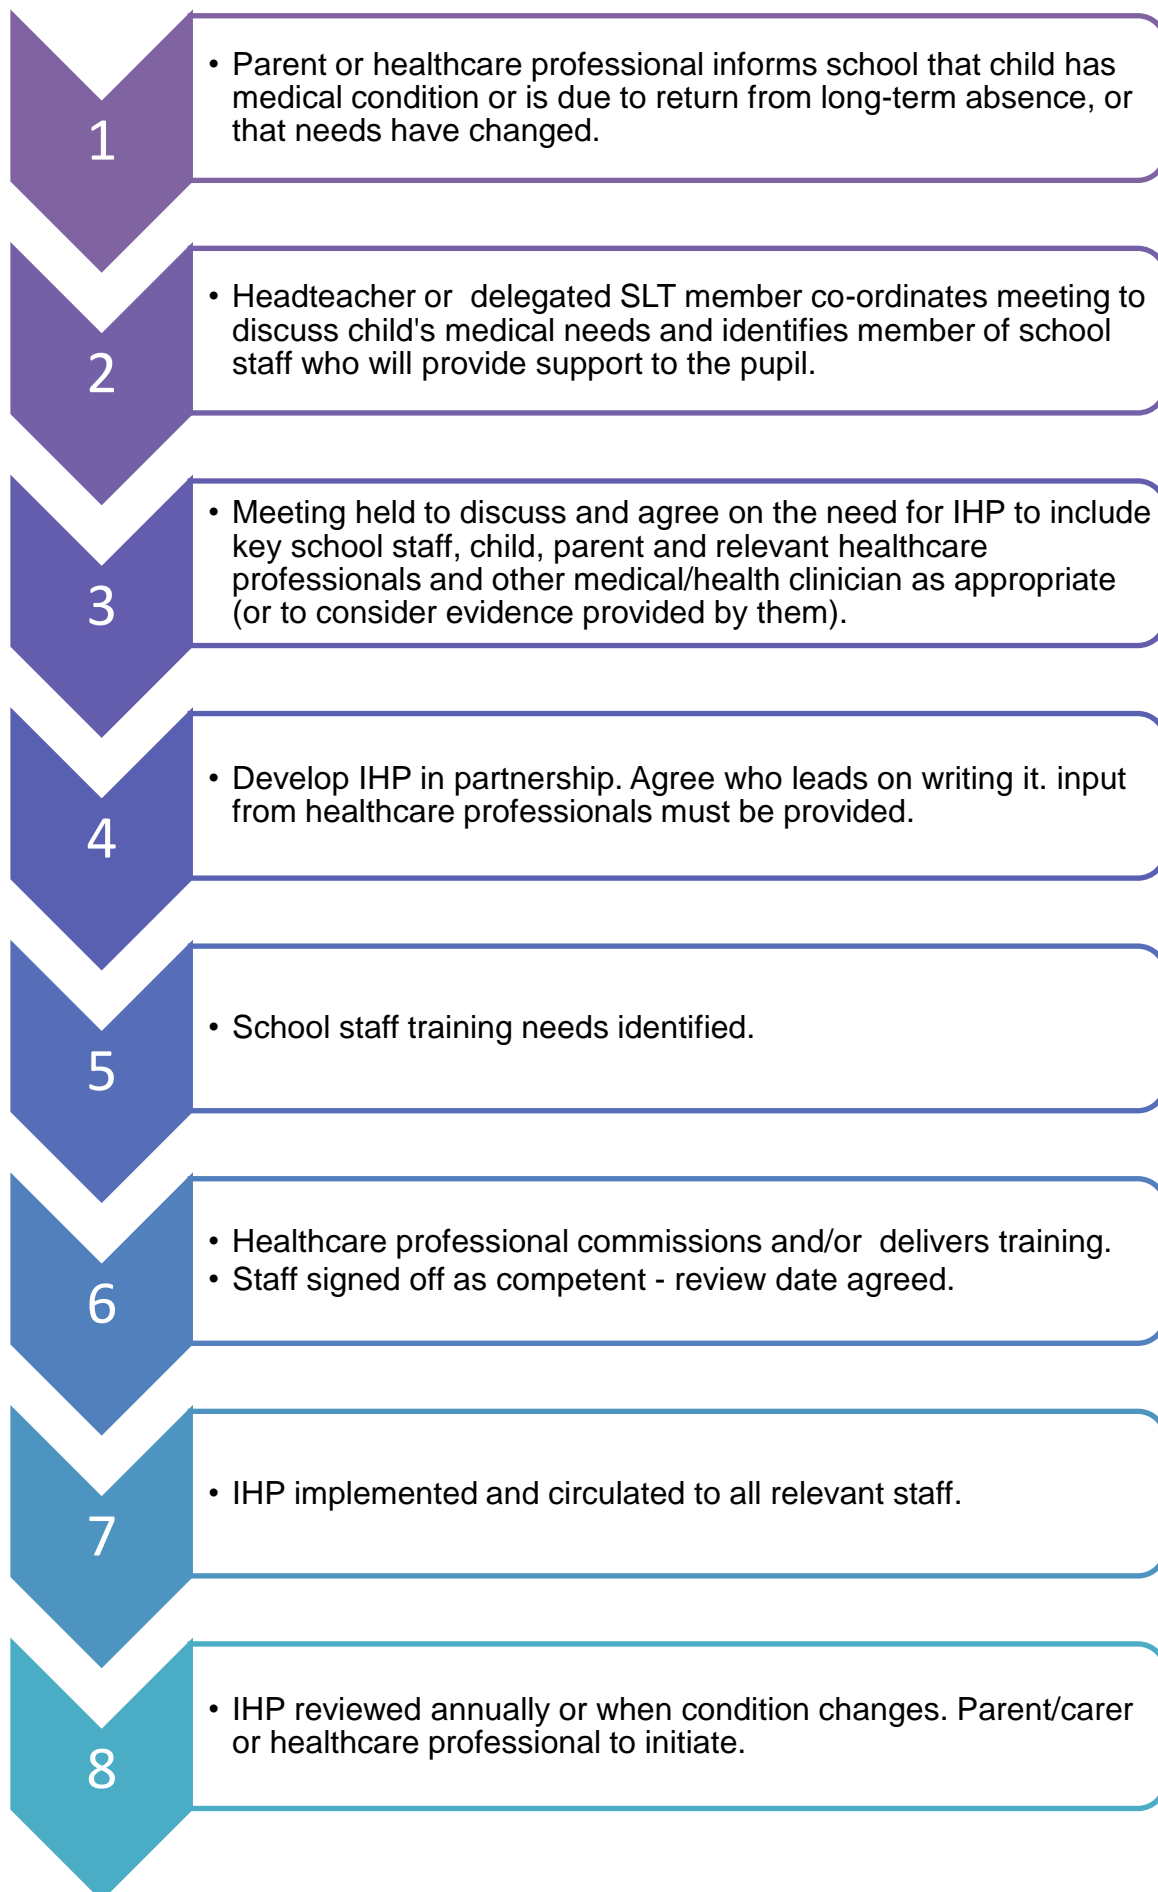 1
• Parent or healthcare professional informs school that child has
medical condition or is due to return from long-term absence, or
that needs have changed.
2
• Headteacher or  delegated SLT member co-ordinates meeting to
discuss child's medical needs and identifies member of school
staff who will provide support to the pupil.
3
• Meeting held to discuss and agree on the need for IHP to include
key school staff, child, parent and relevant healthcare
professionals and other medical/health clinician as appropriate
(or to consider evidence provided by them).
4
• Develop IHP in partnership. Agree who leads on writing it. input
from healthcare professionals must be provided.
5
• School staff training needs identified.
6
• Healthcare professional commissions and/or  delivers training.
• Staff signed off as competent - review date agreed.
7
• IHP implemented and circulated to all relevant staff.
8
• IHP reviewed annually or when condition changes. Parent/carer
or healthcare professional to initiate.